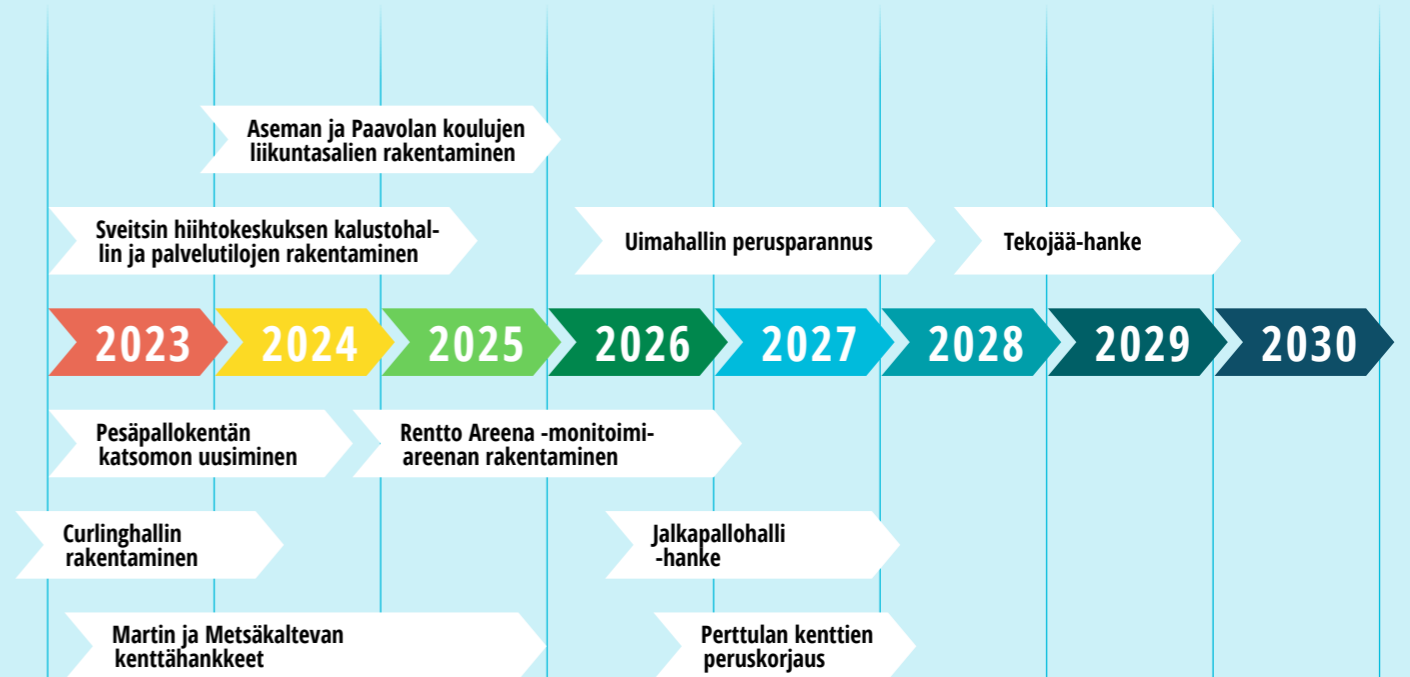 Aseman ja Paavolan koulujen
liikuntasalien rakentaminen
Sveitsin hiihtokeskuksen kalustohal-
lin ja palvelutilojen rakentaminen
Uimahallin perusparannus
Tekojää-hanke
2023
2024
2025
2026
2027
2028
2029
2030
Pesäpallokentän
katsomon uusiminen
Rentto Areena -monitoimi-
areenan rakentaminen
Curlinghallin
rakentaminen
Jalkapallohalli
-hanke
Martin ja Metsäkaltevan
kenttähankkeet
Perttulan kenttien
peruskorjaus